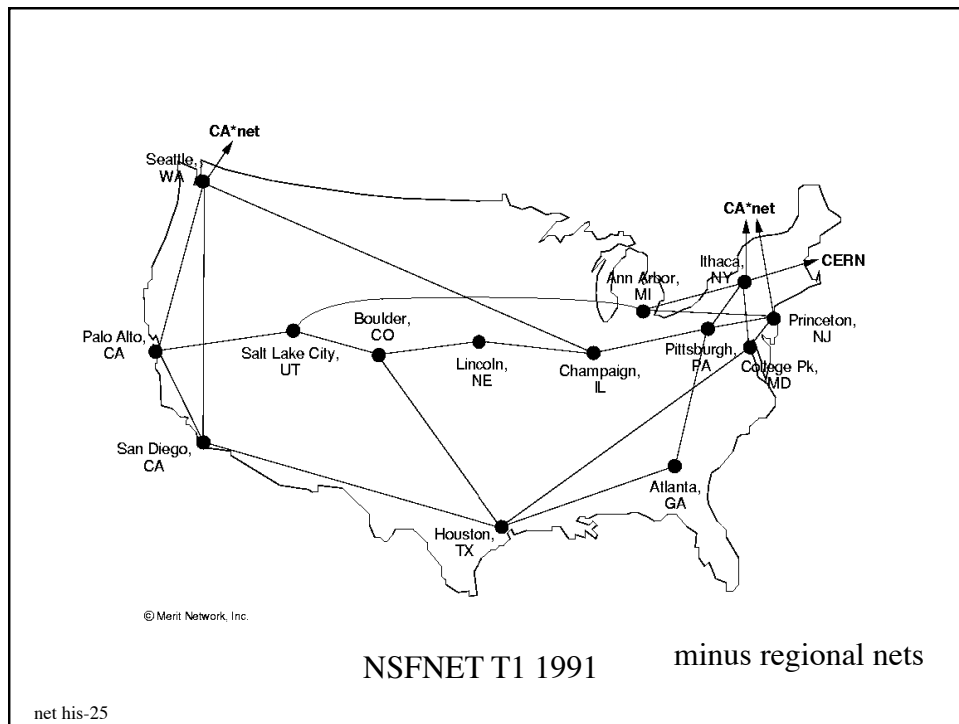 CA*net
Seattle,
WA
CA*net
Ithaca,
NY
CERN
Ann Arbor,
MI
Boulder,
CO
Palo Alto,
CA
Salt Lake City,
UT
Lincoln,
NE
Champaign,
IL
Pittsburgh,
PA
Princeton,
NJ
College Pk,
MD
San Diego,
CA
Atlanta,
GA
Houston,
TX
© Merit Network, Inc.
NSFNET T1 1991
minus regional nets
net his-25